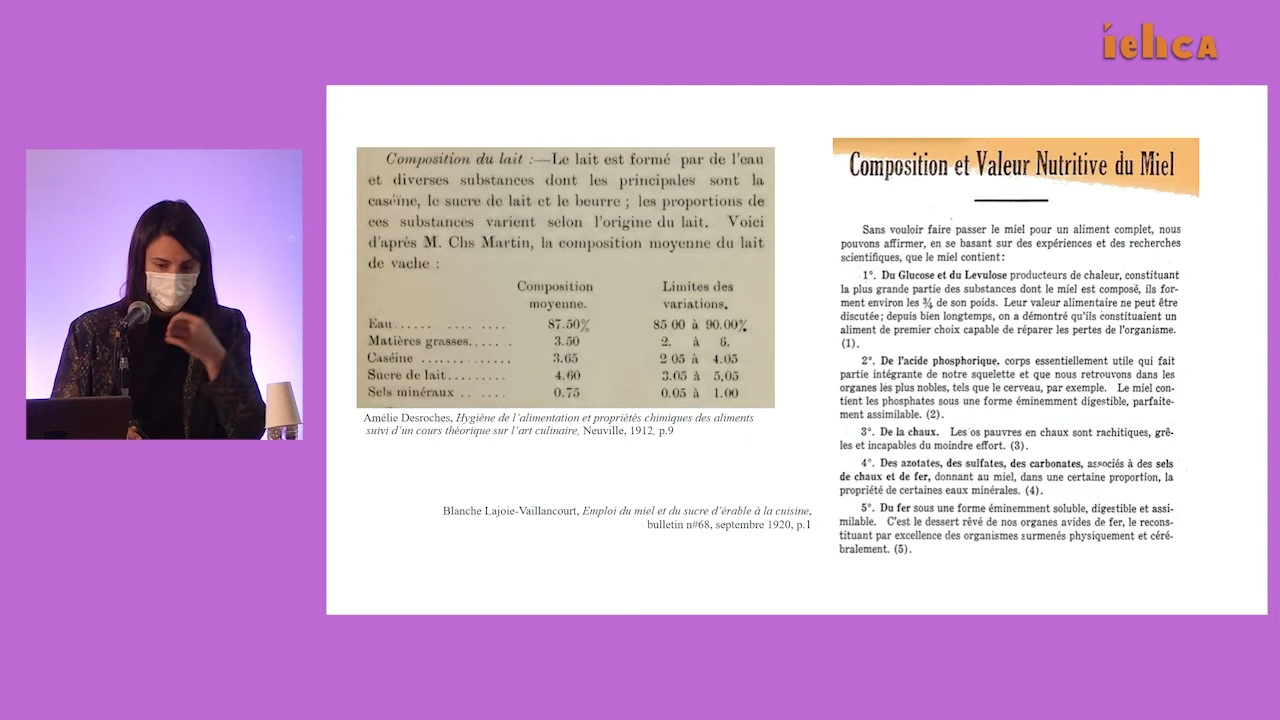 iehca
Composition du lait :—Le lait est formé par de l'eau
et diverses substances dont les principales sont la
caséine, le sucre de lait et le beurre ; les proportions de
ces substances varient selon l'origine du lait. Voici
d'après M. Chs Martin, la composition moyenne du lait
de vache :
Composition Limites des
moyenne. variations.
Eau...... .... .... 87.50% 85 00 à 90.00%
Matières grasses....... 3.50 2. à 6.
Caséine ............ 3.65 2 05 à 4.05
Sucre de lait......... 4.60 3.05 à 5,05
Sels minéraux .. ..... 0.75 0.05 à 1.00
Amélie Desroches, Hygiène de l'alimentation et propriétés chimiques des aliments
suivi d'un cours théorique sur l'art culinaire, Neuville, 1912, p.9
Blanche Lajoie-Vaillancourt, Emploi du miel et du sucre d'érable à la cuisine,
bulletin n#68, septembre 1920, p.1
Composition et Valeur Nutritive du Miel
Sans vouloir faire passer le miel pour un aliment complet, nous
pouvons affirmer, en se basant sur des expériences et des recherches
scientifiques, que le miel contient:
1°. Du Glucose et du Levulose producteurs de chaleur, constituant
la plus grande partie des substances dont le miel est composé, ils for-
ment environ les ¾ de son poids. Leur valeur alimentaire ne peut être
discutée; depuis bien longtemps, on a démontré qu'ils constituaient un
aliment de premier choix capable de réparer les pertes de l'organisme.
(1).
2°. De l'acide phosphorique, corps essentiellement utile qui fait
partie intégrante de notre squelette et que nous retrouvons dans les
organes les plus nobles, tels que le cerveau, par exemple. Le miel con-
tient les phosphates sous une forme éminemment digestible, parfaite-
ment assimilable. (2).
3°. De la chaux. Les os pauvres en chaux sont rachitiques, grê-
les et incapables du moindre effort. (3).
4°. Des azotates, des sulfates, des carbonates, associés à des sels
de chaux et de fer, donnant au miel, dans une certaine proportion, la
propriété de certaines eaux minérales. (4).
5°. Du fer sous une forme éminemment soluble, digestible et assi-
milable. C'est le dessert rêvé de nos organes avides de fer, le recons-
tituant par excellence des organismes surmenés physiquement et céré-
bralement. (5).